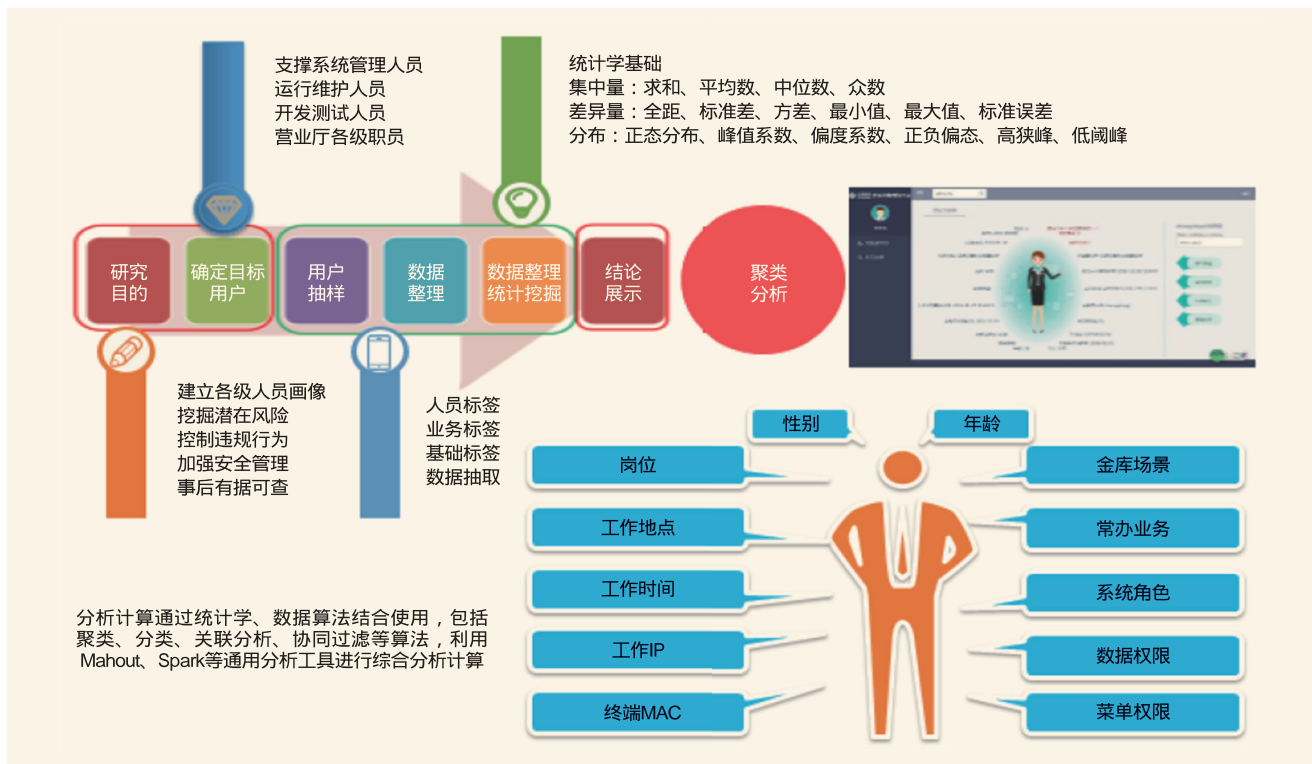 支撑系统管理人员
运行维护人员
开发测试人员
营业厅各级职员
统计学基础
集中量：求和、平均数、中位数、众数
差异量：全距、标准差、方差、最小值、最大值、标准误差
分布：正态分布、峰值系数、偏度系数、正负偏态、高狭峰、低阈峰
研究
目的
确定目标
用户
用户
抽样
数据
整理
数据整理
统计挖掘
结论
展示
聚类
分析
建立各级人员画像
挖掘潜在风险
控制违规行为
加强安全管理
事后有据可查
人员标签
业务标签
基础标签
数据抽取
性别
年龄
岗位
金库场景
工作地点
常办业务
工作时间
系统角色
工作IP
数据权限
终端MAC
菜单权限
分析计算通过统计学、数据算法结合使用，包括
聚类、分类、关联分析、协同过滤等算法，利用
Mahout、Spark等通用分析工具进行综合分析计算